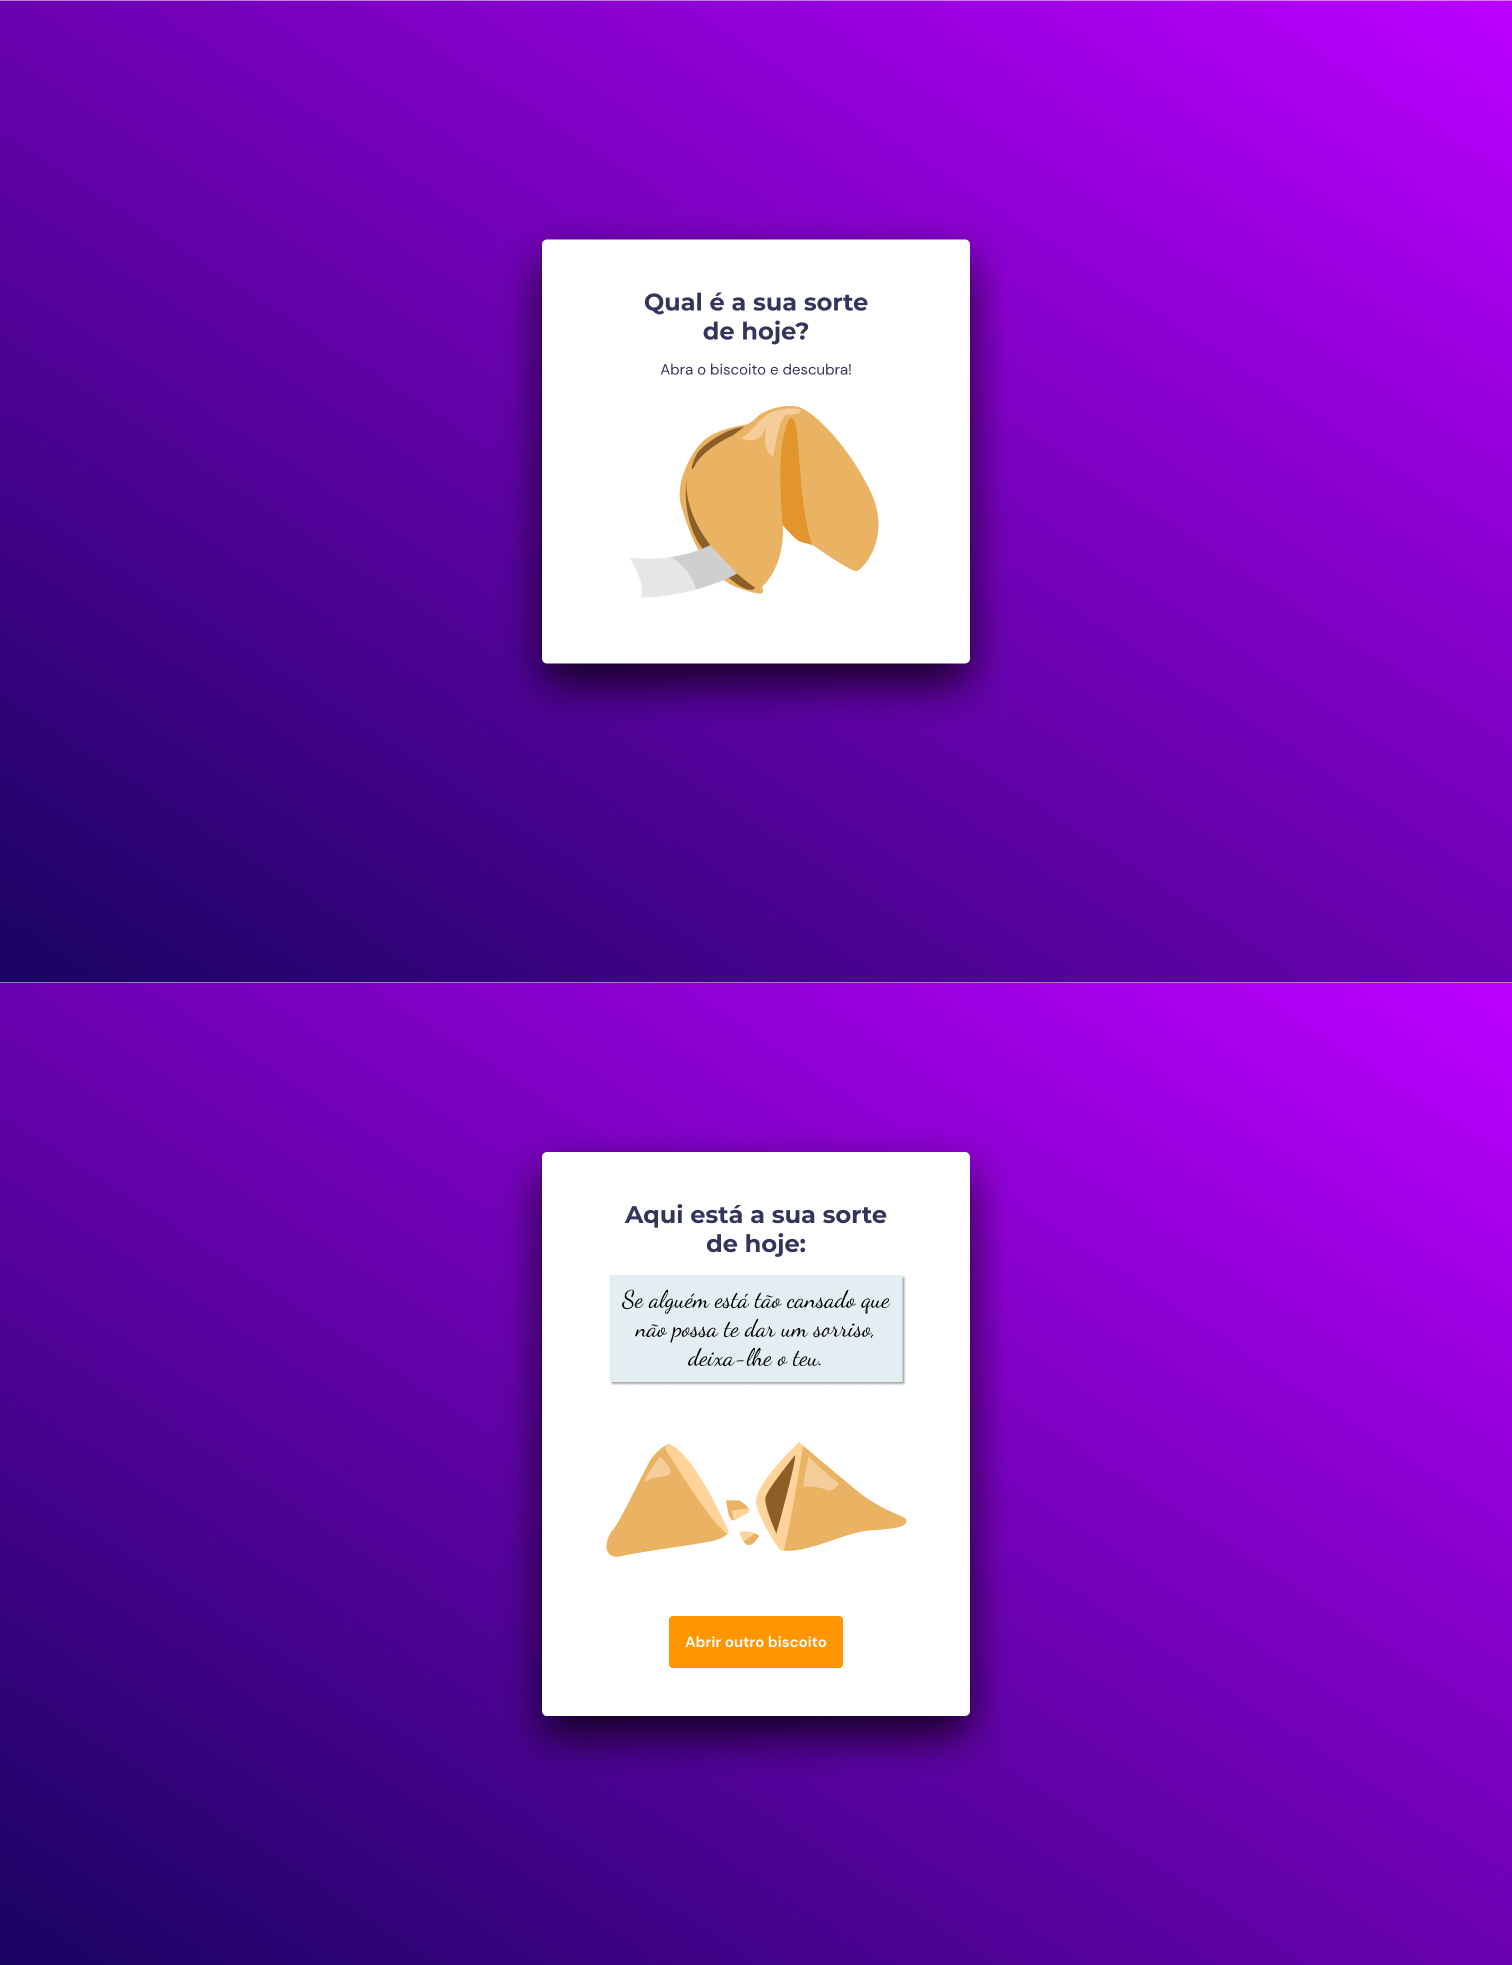 Qual é a sua sorte
de hoje?
Abra o biscoito e descubra!
Aqui está a sua sorte
de hoje:
Se alguém está tão cansado que
não possa te dar um sorriso,
deixa-lhe o teu.
Abrir outro biscoito